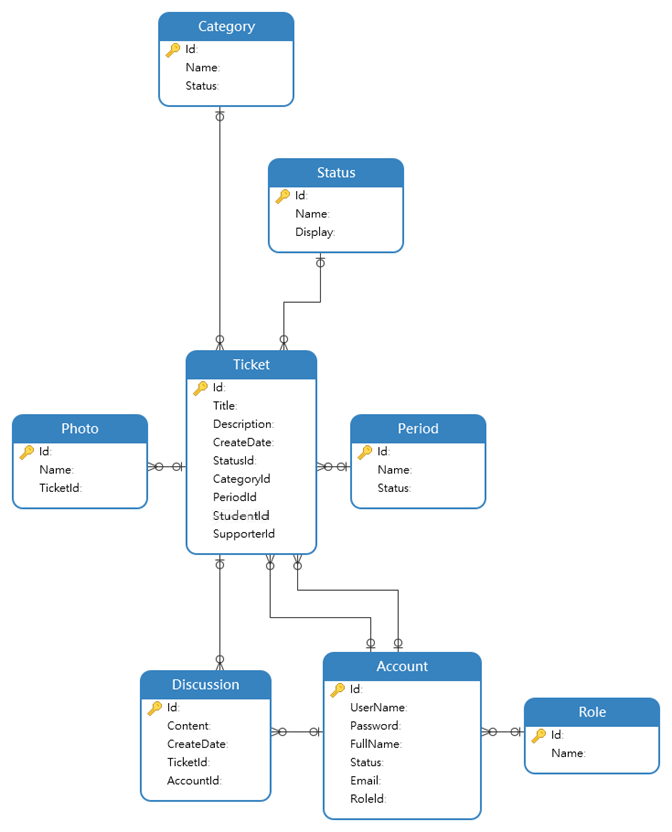 Category
Id:
Name:
Status:
Status
Id:
Name:
Display:
Ticket
Id:
Title:
Description:
CreateDate:
StatusId:
CategoryId
PeriodId
StudentId
SupporterId
Photo
Id:
Name:
TicketId:
Period
Id:
Name:
Status:
Discussion
Id:
Content:
CreateDate:
TicketId:
AccountId:
Account
Id:
UserName:
Password:
FullName:
Status:
Email:
RoleId:
Role
Id:
Name: